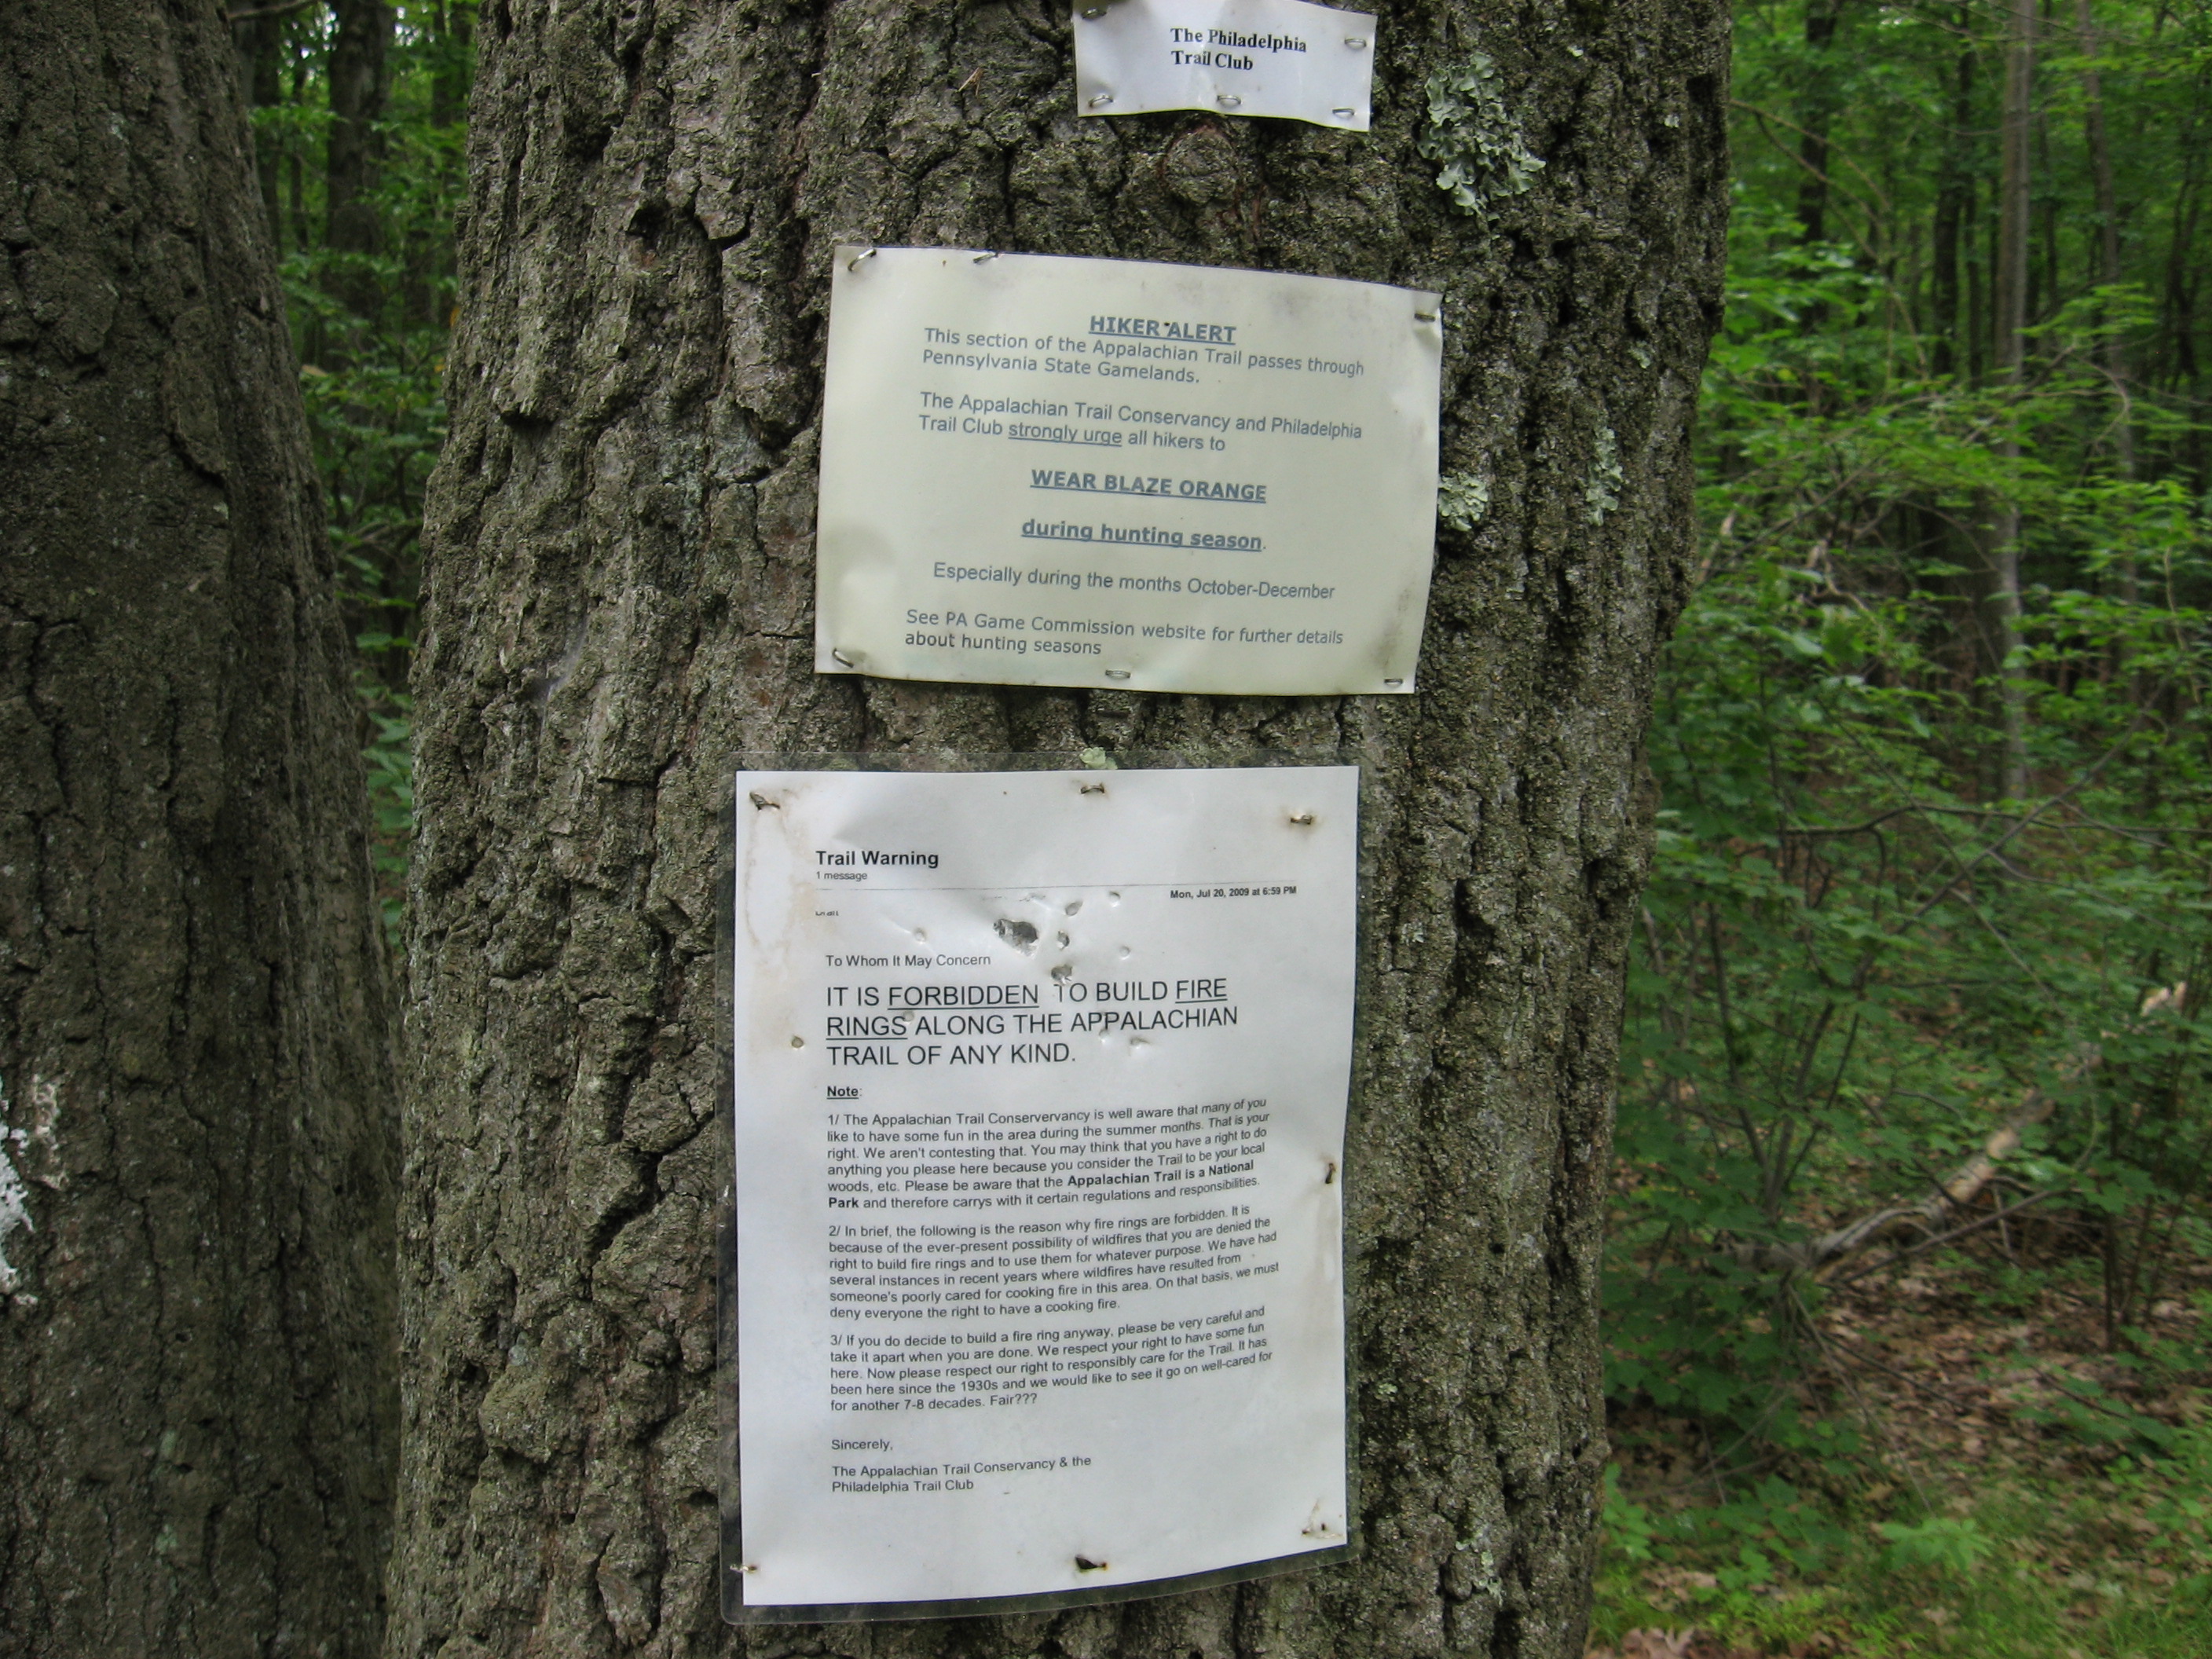 The Philadelphia
Trail Club
HIKER ALERT
This section of the Appalachian Trail passes through
Pennsylvania State Gamelands.
The Appalachian Trail Conservancy and Philadelphia
Trail Club strongly urge all hikers to
WEAR BLAZE ORANGE
during hunting season.
Especially during the months October-December
See PA Game Commission website for further details
about hunting seasons
Trail Warning
1 message
Mon, Jul 20, 2009 at 6:59 PM
To Whom It May Concern
IT IS FORBIDDEN TO BUILD FIRE
RINGS ALONG THE APPALACHIAN
TRAIL OF ANY KIND.
Note:
1/ The Appalachian Trail Conservervancy is well aware that many of you
like to have some fun in the area during the summer months. That is your
right. We aren't contesting that. You may think that you have a right to do
anything you please here because you consider the Trail to be your local
woods, etc. Please be aware that the Appalachian Trail is a National
Park and therefore carrys with it certain regulations and responsibilities.
2/ In brief, the following is the reason why fire rings are forbidden. It is
because of the ever-present possibility of wildfires that you are denied the
right to build fire rings and to use them for whatever purpose. We have had
several instances in recent years where wildfires have resulted from
someone's poorly cared for cooking fire in this area. On that basis, we must
deny everyone the right to have a cooking fire.
3/ If you do decide to build a fire ring anyway, please be very careful and
take it apart when you are done. We respect your right to have some fun
here. Now please respect our right to responsibly care for the Trail. It has
been here since the 1930s and we would like to see it go on well-cared for
for another 7-8 decades. Fair???
Sincerely,
The Appalachian Trail Conservancy & the
Philadelphia Trail Club